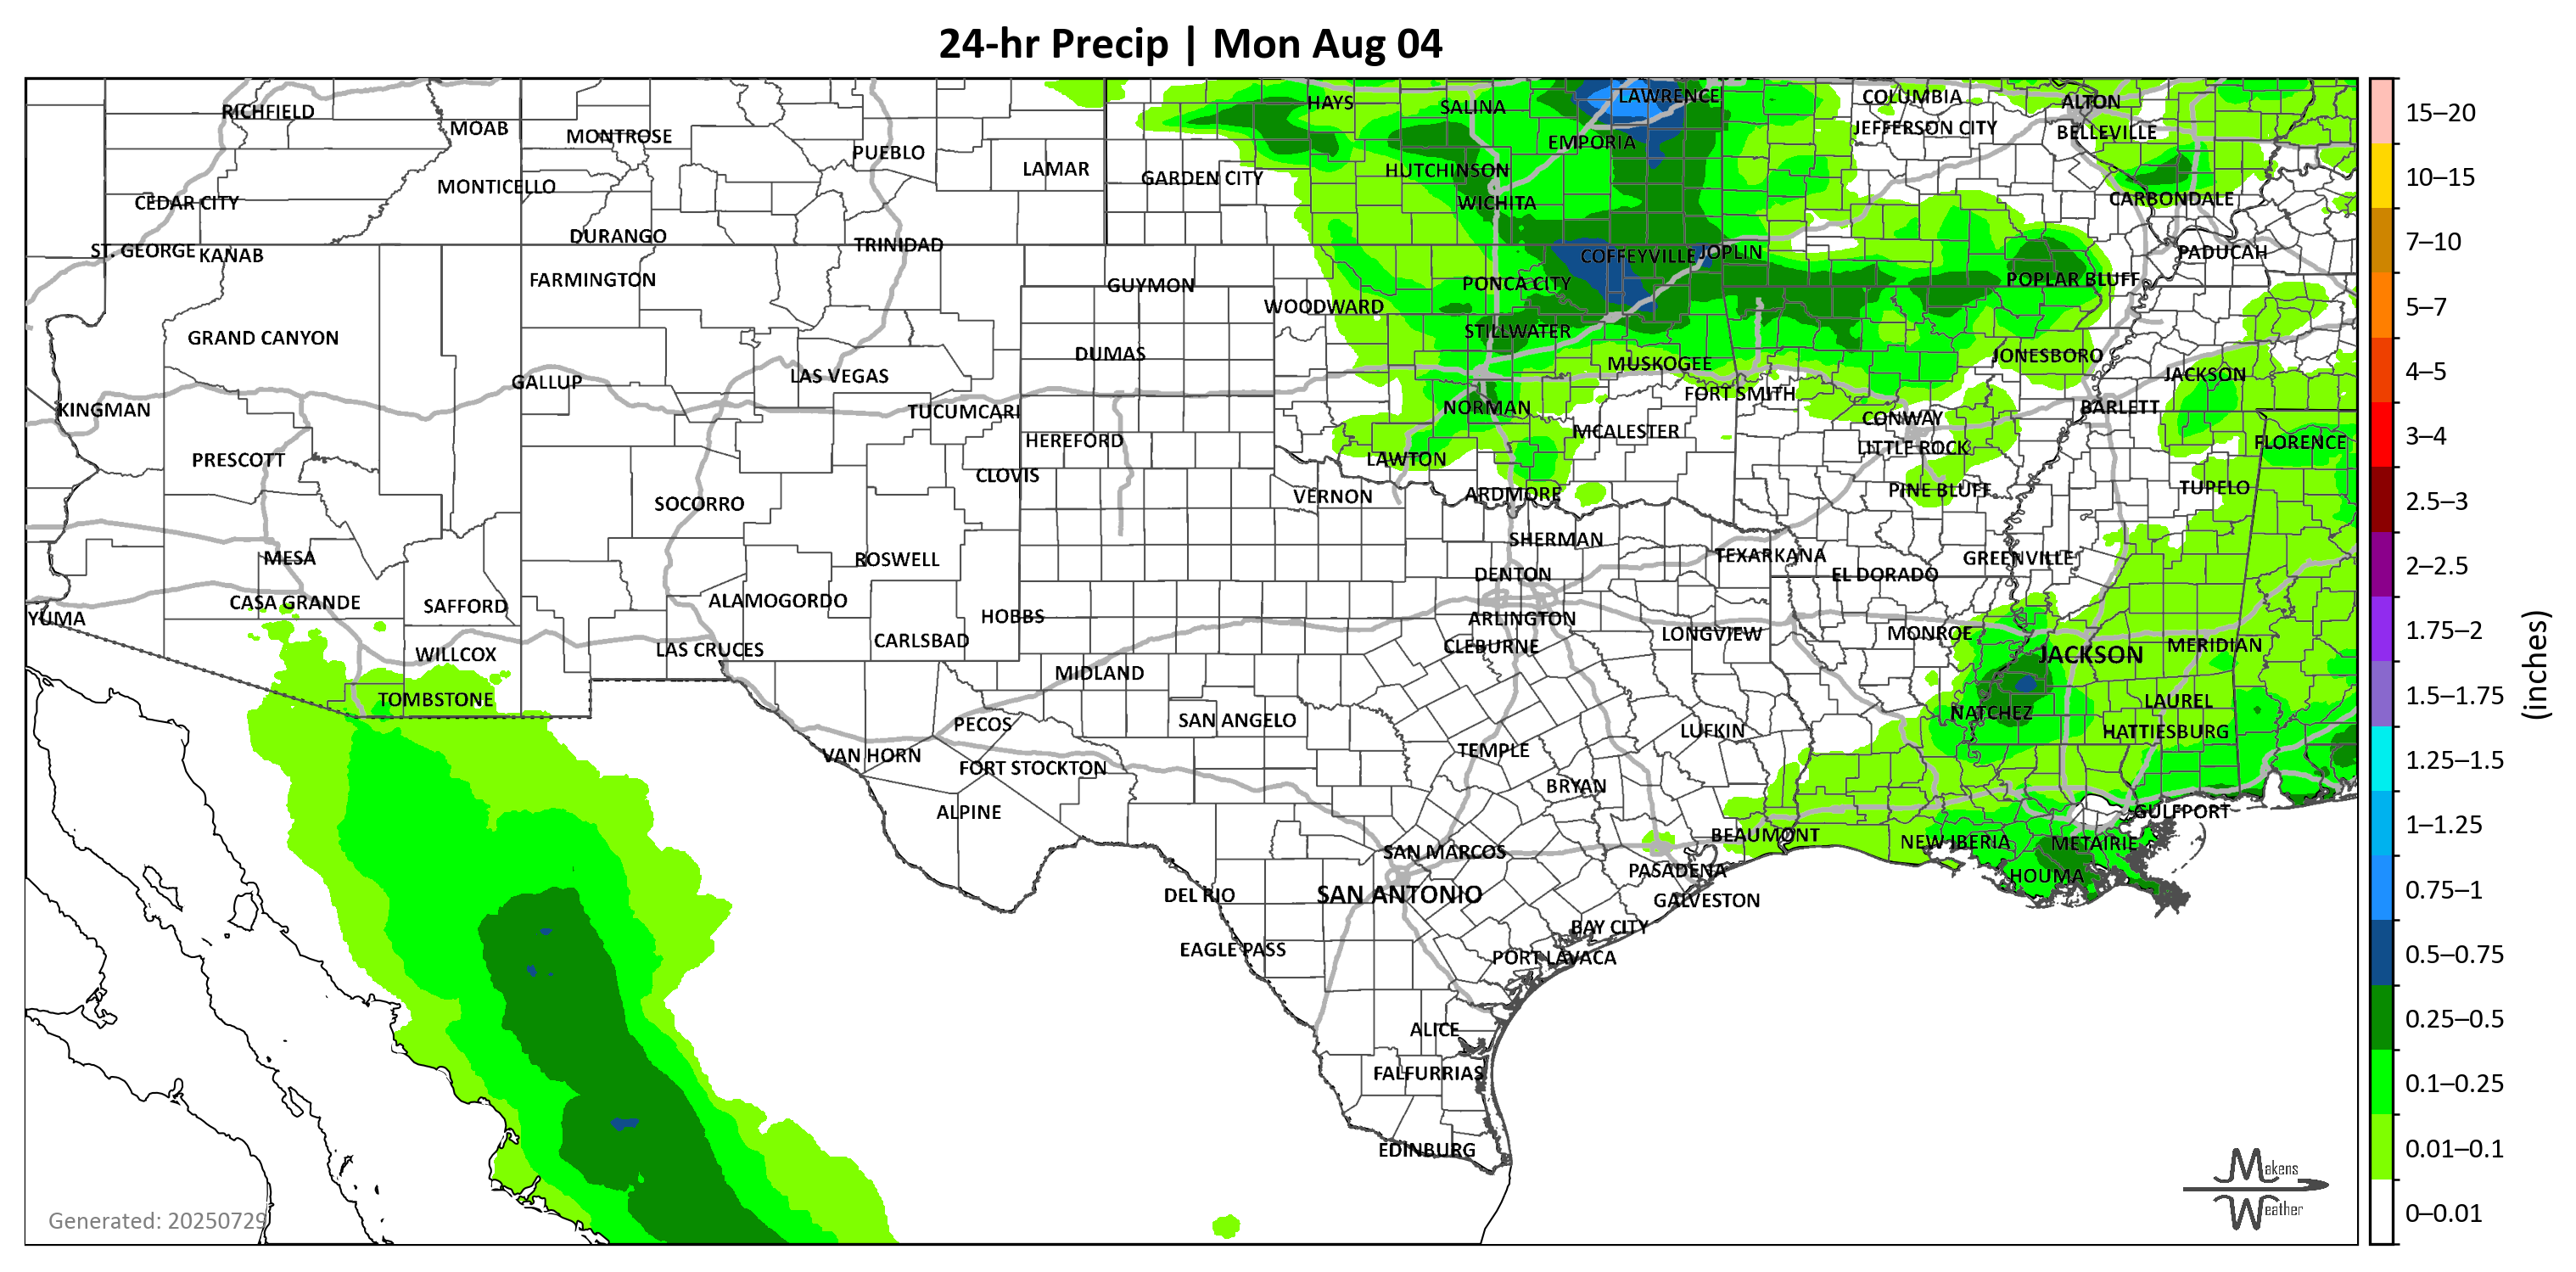 24-hr Precip | Mon Aug 04
RICHFIELD
MOAB
MONTROSE
PUEBLO
LAMAR
HAYS
SALINA
LAWRENCE
COLUMBIA
ALTON
JEFFERSON CITY
BELLEVILLE
EMPORIA
MONTICELLO
GARDEN CITY
HUTCHINSON
CEDAR CITY
WICHITA
CARBONDALE
DURANGO
TRINIDAD
ST. GEORGE
KANAB
COFFEYVILLE
JOPLIN
PADUCAH
FARMINGTON
GUYMON
PONCA CITY
POPLAR BLUFF
WOODWARD
GRAND CANYON
STILLWATER
DUMAS
JONESBORO
MUSKOGEE
GALLUP
LAS VEGAS
JACKSON
FORT SMITH
KINGMAN
TUCUMCARI
NORMAN
BARLETT
CONWAY
HEREFORD
MCALESTER
FLORENCE
PRESCOTT
LAWTON
LITTLE ROCK
CLOVIS
SOCORRO
VERNON
ARDMORE
PINE BLUFF
TUPELO
SHERMAN
MESA
ROSWELL
TEXARKANA
GREENVILLE
DENTON
EL DORADO
CASA GRANDE
SAFFORD
ALAMOGORDO
HOBBS
YUMA
ARLINGTON
CARLSBAD
LONGVIEW
MONROE
WILLCOX
LAS CRUCES
CLEBURNE
JACKSON
MERIDIAN
MIDLAND
TOMBSTONE
LAUREL
PECOS
SAN ANGELO
NATCHEZ
LUFKIN
HATTIESBURG
VAN HORN
TEMPLE
FORT STOCKTON
BRYAN
ALPINE
GULFPORT
BEAUMONT
NEW IBERIA
METAIRIE
SAN MARCOS
PASADENA
HOUMA
DEL RIO
SAN ANTONIO
GALVESTON
BAY CITY
EAGLE PASS
PORT LAVACA
ALICE
FALFURRIAS
EDINBURG
Generated: 20250729
Makens
Weather
15–20
10–15
7–10
5–7
4–5
3–4
2.5–3
2–2.5
1.75–2
1.5–1.75
1.25–1.5
1–1.25
0.75–1
0.5–0.75
0.25–0.5
0.1–0.25
0.01–0.1
0–0.01
(inches)